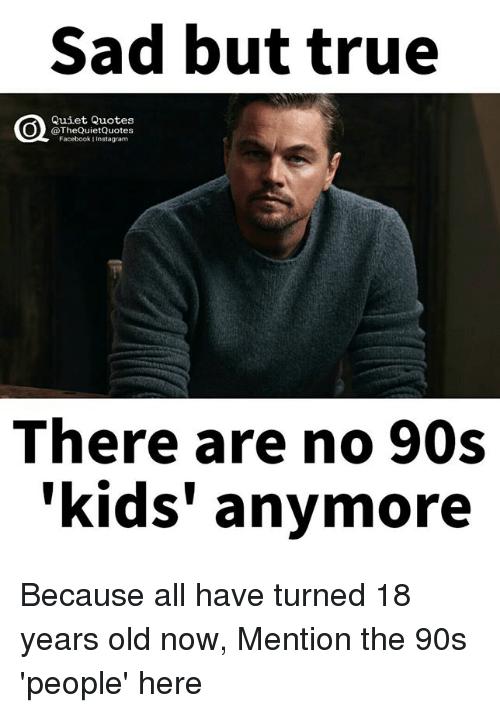 Sad but true
Quiet Quotes
@TheQuietQuotes
Facebook | Instagram
There are no 90s
'kids' anymore
Because all have turned 18
years old now, Mention the 90s
'people' here